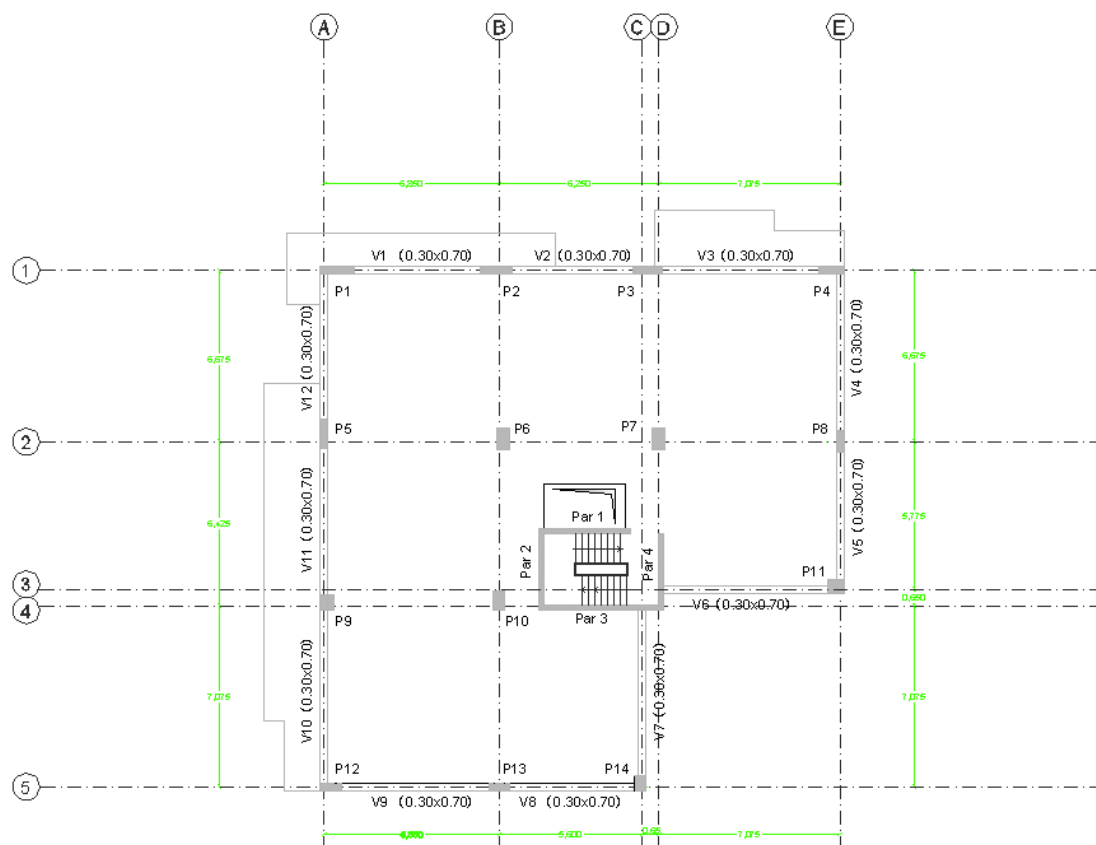 A B C D E
6,250 6,250 7,075
V1 (0.30x0.70) V2 (0.30x0.70) V3 (0.30x0.70)
1
P1 P2 P3 P4
6,675 V12 (0.30x0.70) V4 (0.30x0.70) 6,675
P5 P6 P7 P8
2
6,425 V11 (0.30x0.70) V5 (0.30x0.70) 5,775
Par 1
Par 2 Par 4
P11
3
0,650
4
V6 (0.30x0.70)
P9 P10 Par 3
7,075 V10 (0.30x0.70) V7 (0.30x0.70) 7,075
P12 P13 P14
5
V9 (0.30x0.70) V8 (0.30x0.70)
5,600 0,65 7,075